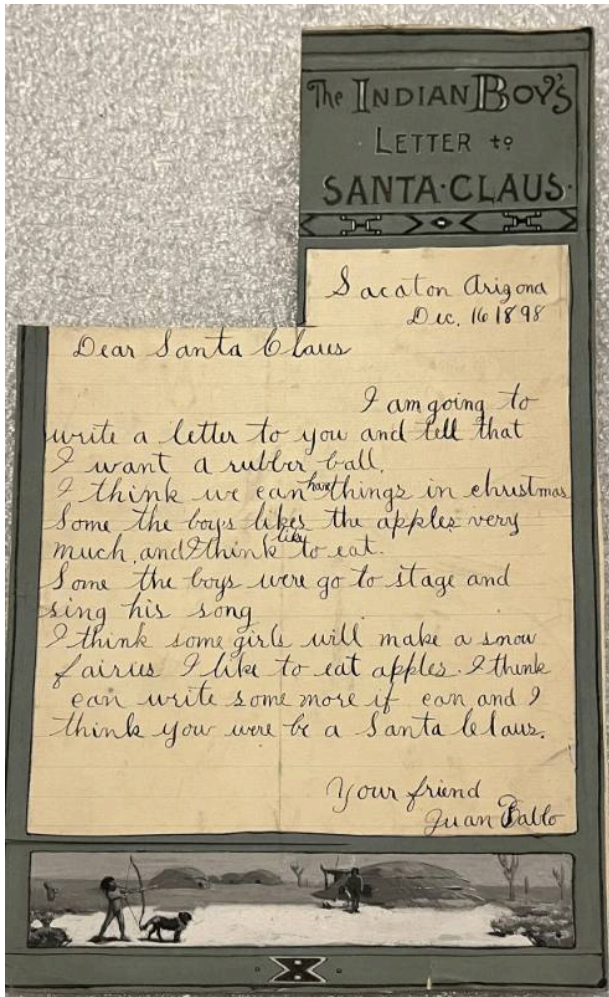 The INDIAN BOY'S
LETTER to
SANTA·CLAUS·
Sacaton Arizona
Dec. 16 1898
Dear Santa Claus
I am going to
write a letter to you and tell that
I want a rubber ball.
I think we can have things in christmas
Some the boys likes the apples very
much, and I think like to eat.
Some the boys were go to stage and
sing his song
I think some girls will make a snow
fairies I like to eat apples. I think
can write some more if can and I
think you were be a Santa Claus.
Your friend
Juan Pablo